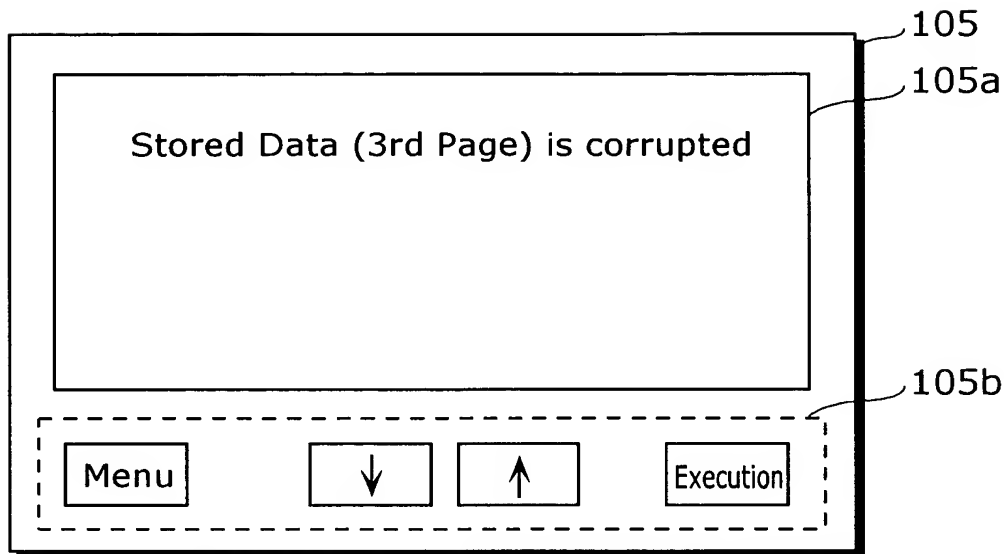 105
105a
Stored Data (3rd Page) is corrupted
105b
Menu ↓ ↑ Execution